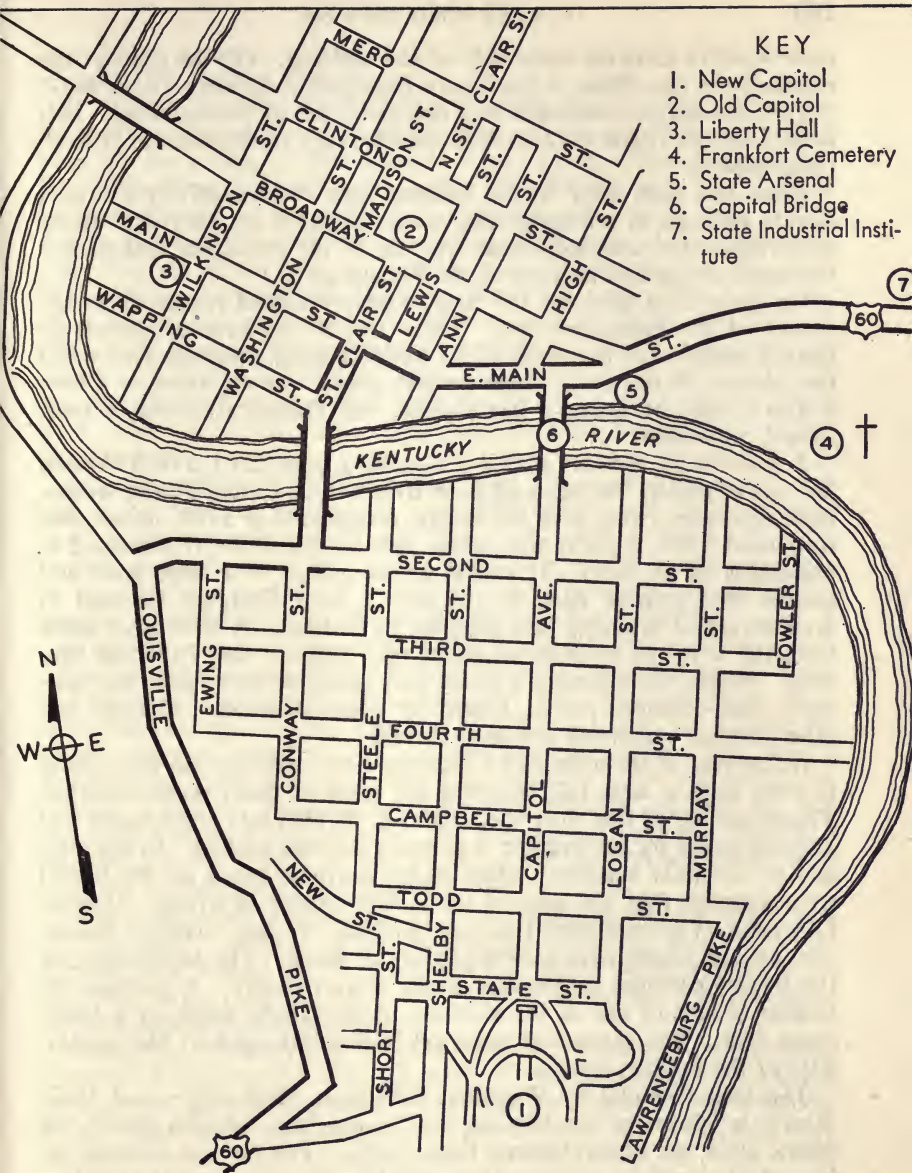 KEY
1. New Capitol
2. Old Capitol
3. Liberty Hall
4. Frankfort Cemetery
5. State Arsenal
6. Capital Bridge
7. State Industrial Insti-
tute
MERO
ST. CLAIR ST.
CLINTON
ST.
N.
ST.
ST.
ST.
MADISON ST.
ST.
ST.
BROADWAY
ST.
2
MAIN
WILKINSON
3
WAPPING
WASHINGTON
ST.
ST.
ST. CLAIR ST.
LEWIS
ANN
HIGH
ST.
7
60
E. MAIN
5
6
4
KENTUCKY RIVER
SECOND ST.
EWING ST.
ST.
ST.
ST.
AVE.
ST.
ST.
FOWLER ST.
THIRD ST.
LOUISVILLE
N
W E
S
FOURTH ST.
CONWAY
STEELE
CAMPBELL ST.
CAPITOL
LOGAN
MURRAY
NEW ST.
TODD ST.
ST.
SHELBY
STATE ST.
PIKE
SHORT
1
LAWRENCEBURG PIKE
60